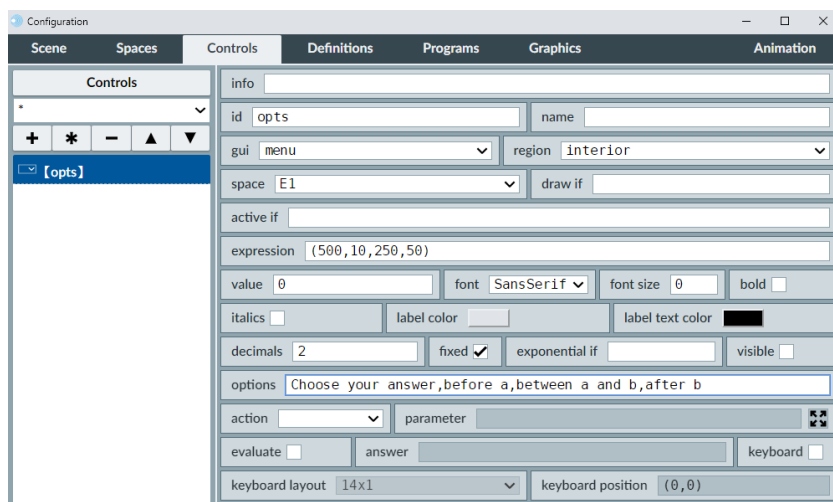 Configuration
Scene Spaces Controls Definitions Programs Graphics Animation
Controls
*
+ * − ▲ ▼
【opts】
info
id opts name
gui menu region interior
space E1 draw if
active if
expression (500,10,250,50)
value 0 font SansSerif font size 0 bold
italics label color label text color
decimals 2 fixed ✓ exponential if visible
options Choose your answer,before a,between a and b,after b
action parameter
evaluate answer keyboard
keyboard layout 14x1 keyboard position (0,0)